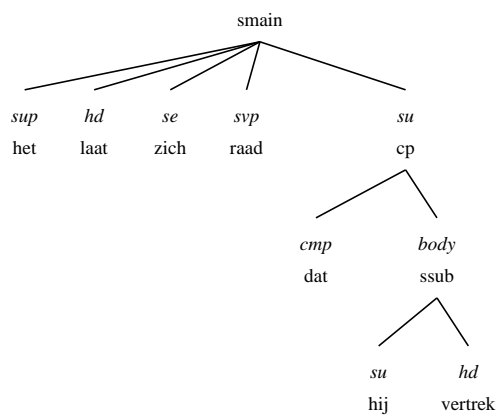 smain
sup hd se svp su
het laat zich raad cp
cmp body
dat ssub
su hd
hij vertrek